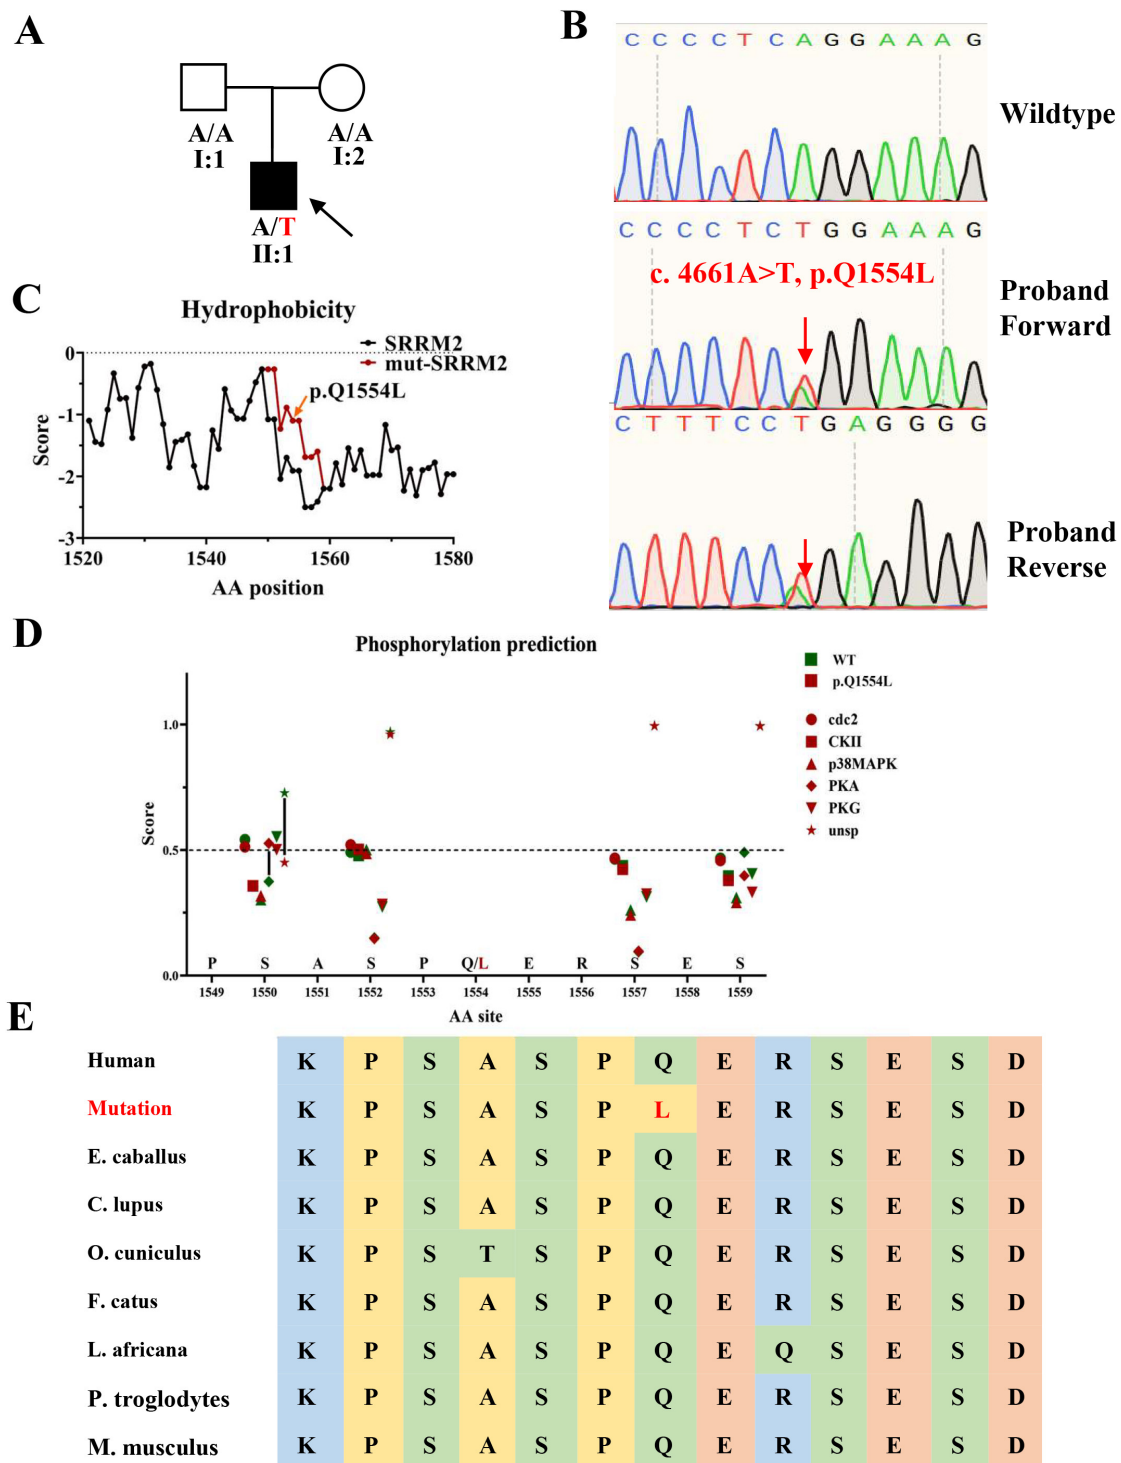 A
A/A
I:1
A/A
I:2
A/T
II:1
B
C C C C T C A G G A A A G
Wildtype
C C C C T C T G G A A A G
c. 4661A>T, p.Q1554L
Proband
Forward
C T T T C C T G A G G G G
Proband
Reverse
C
Hydrophobicity
SRRM2
mut-SRRM2
p.Q1554L
Score
0
-1
-2
-3
1520
1540
1560
1580
AA position
D
Phosphorylation prediction
WT
p.Q1554L
cdc2
CKII
p38MAPK
PKA
PKG
unsp
Score
1.0
0.5
0.0
P S A S P Q/L E R S E S
1549 1550 1551 1552 1553 1554 1555 1556 1557 1558 1559
AA site
E
Human K P S A S P Q E R S E S D
Mutation K P S A S P L E R S E S D
E. caballus K P S A S P Q E R S E S D
C. lupus K P S A S P Q E R S E S D
O. cuniculus K P S T S P Q E R S E S D
F. catus K P S A S P Q E R S E S D
L. africana K P S A S P Q E Q S E S D
P. troglodytes K P S A S P Q E R S E S D
M. musculus K P S A S P Q E R S E S D